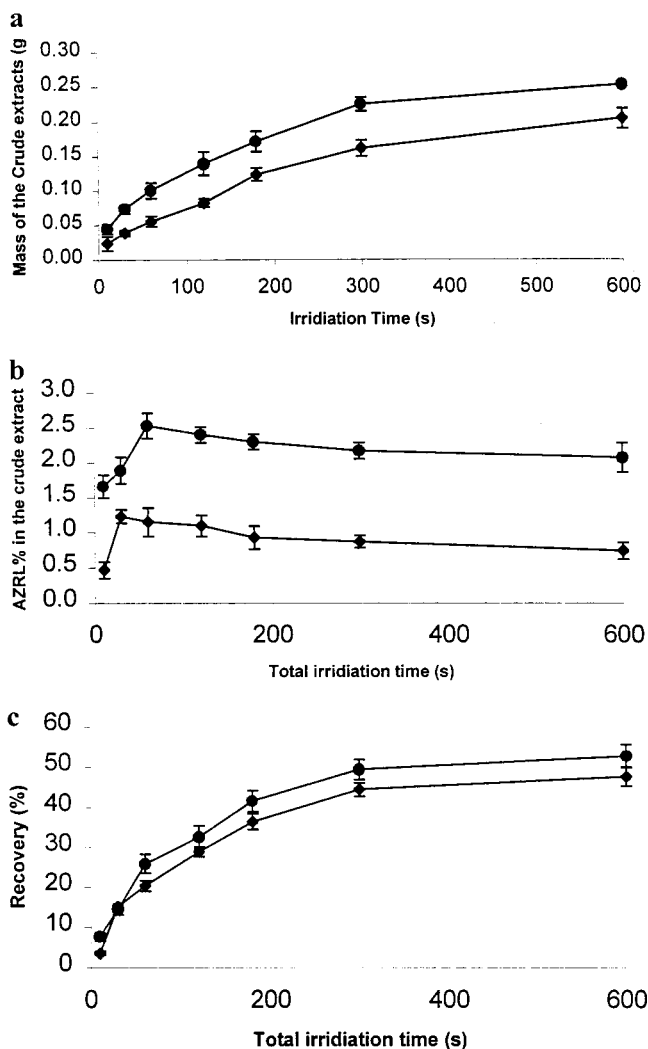 a
Mass of the Crude extracts (g
0.30
0.25
0.20
0.15
0.10
0.05
0.00
0 100 200 300 400 500 600
Irridiation Time (s)
b
AZRL% in the crude extract
3.0
2.5
2.0
1.5
1.0
0.5
0.0
0 200 400 600
Total irridiation time (s)
c
Recovery (%)
60
50
40
30
20
10
0
0 200 400 600
Total irridiation time (s)